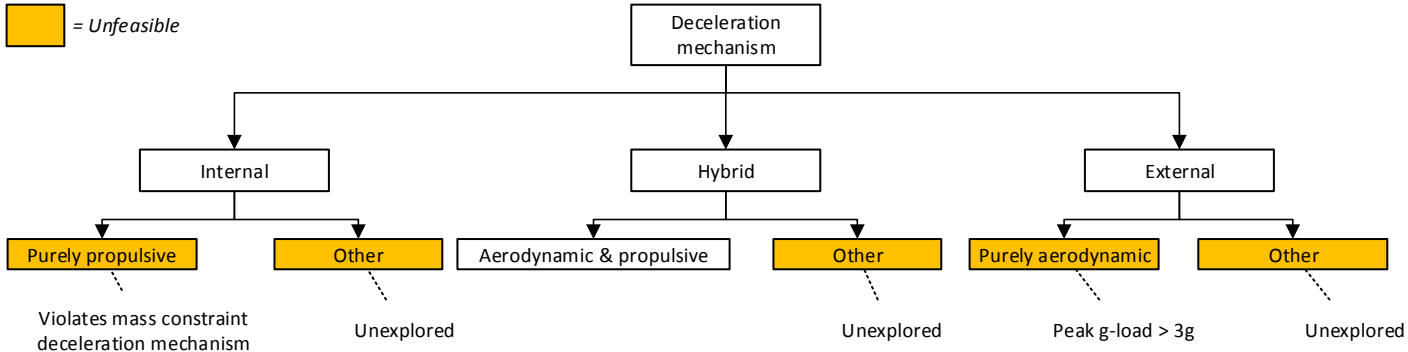 = Unfeasible
Deceleration
mechanism
Internal
Hybrid
External
Purely propulsive
Other
Aerodynamic & propulsive
Other
Purely aerodynamic
Other
Violates mass constraint
deceleration mechanism
Unexplored
Unexplored
Peak g-load > 3g
Unexplored